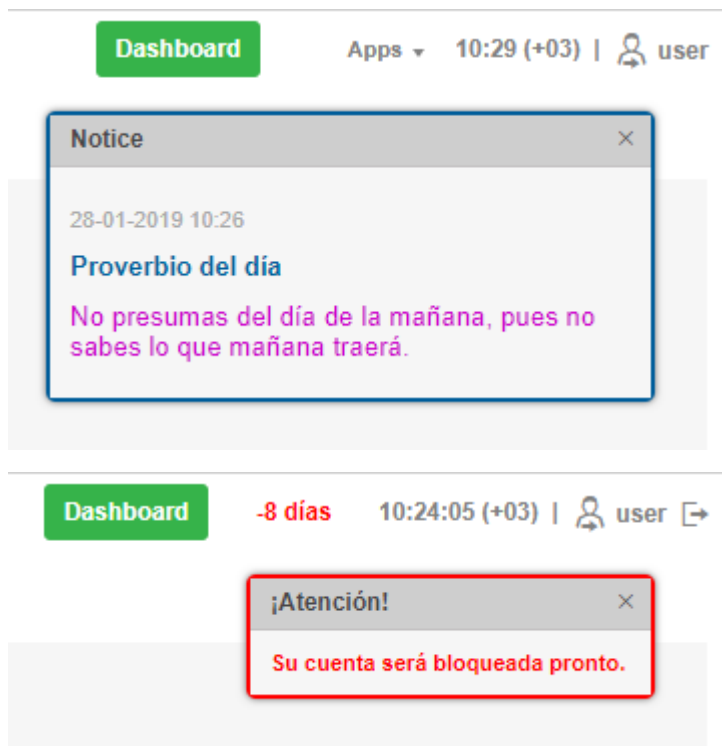 Dashboard Apps 10:29 (+03) | user
Notice ×
28-01-2019 10:26
Proverbio del día
No presumas del día de la mañana, pues no
sabes lo que mañana traerá.
Dashboard -8 días 10:24:05 (+03) | user
¡Atención! ×
Su cuenta será bloqueada pronto.